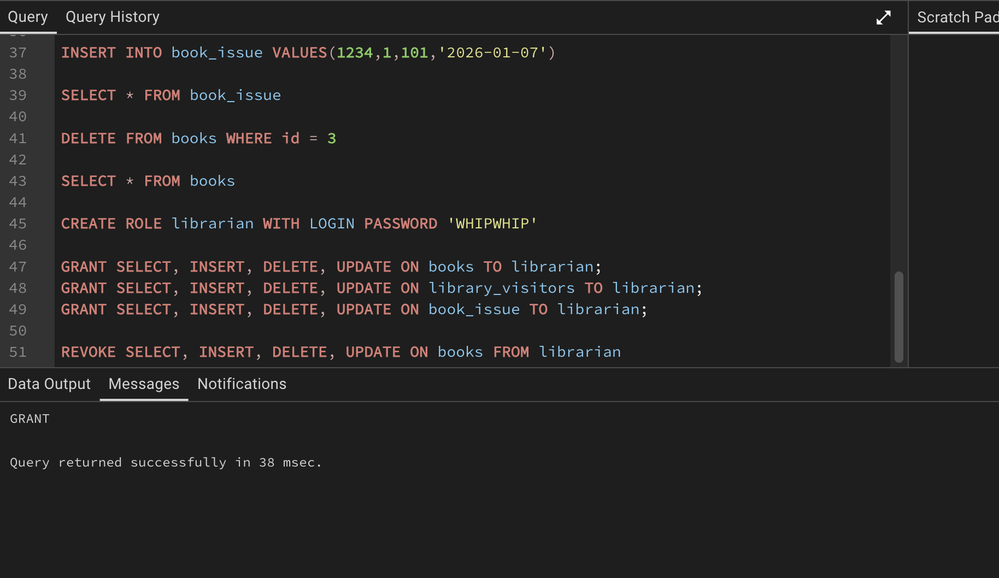 Query Query History Scratch Pad
37 INSERT INTO book_issue VALUES(1234,1,101,'2026-01-07')
38
39 SELECT * FROM book_issue
40
41 DELETE FROM books WHERE id = 3
42
43 SELECT * FROM books
44
45 CREATE ROLE librarian WITH LOGIN PASSWORD 'WHIPWHIP'
46
47 GRANT SELECT, INSERT, DELETE, UPDATE ON books TO librarian;
48 GRANT SELECT, INSERT, DELETE, UPDATE ON library_visitors TO librarian;
49 GRANT SELECT, INSERT, DELETE, UPDATE ON book_issue TO librarian;
50
51 REVOKE SELECT, INSERT, DELETE, UPDATE ON books FROM librarian
Data Output Messages Notifications
GRANT
Query returned successfully in 38 msec.